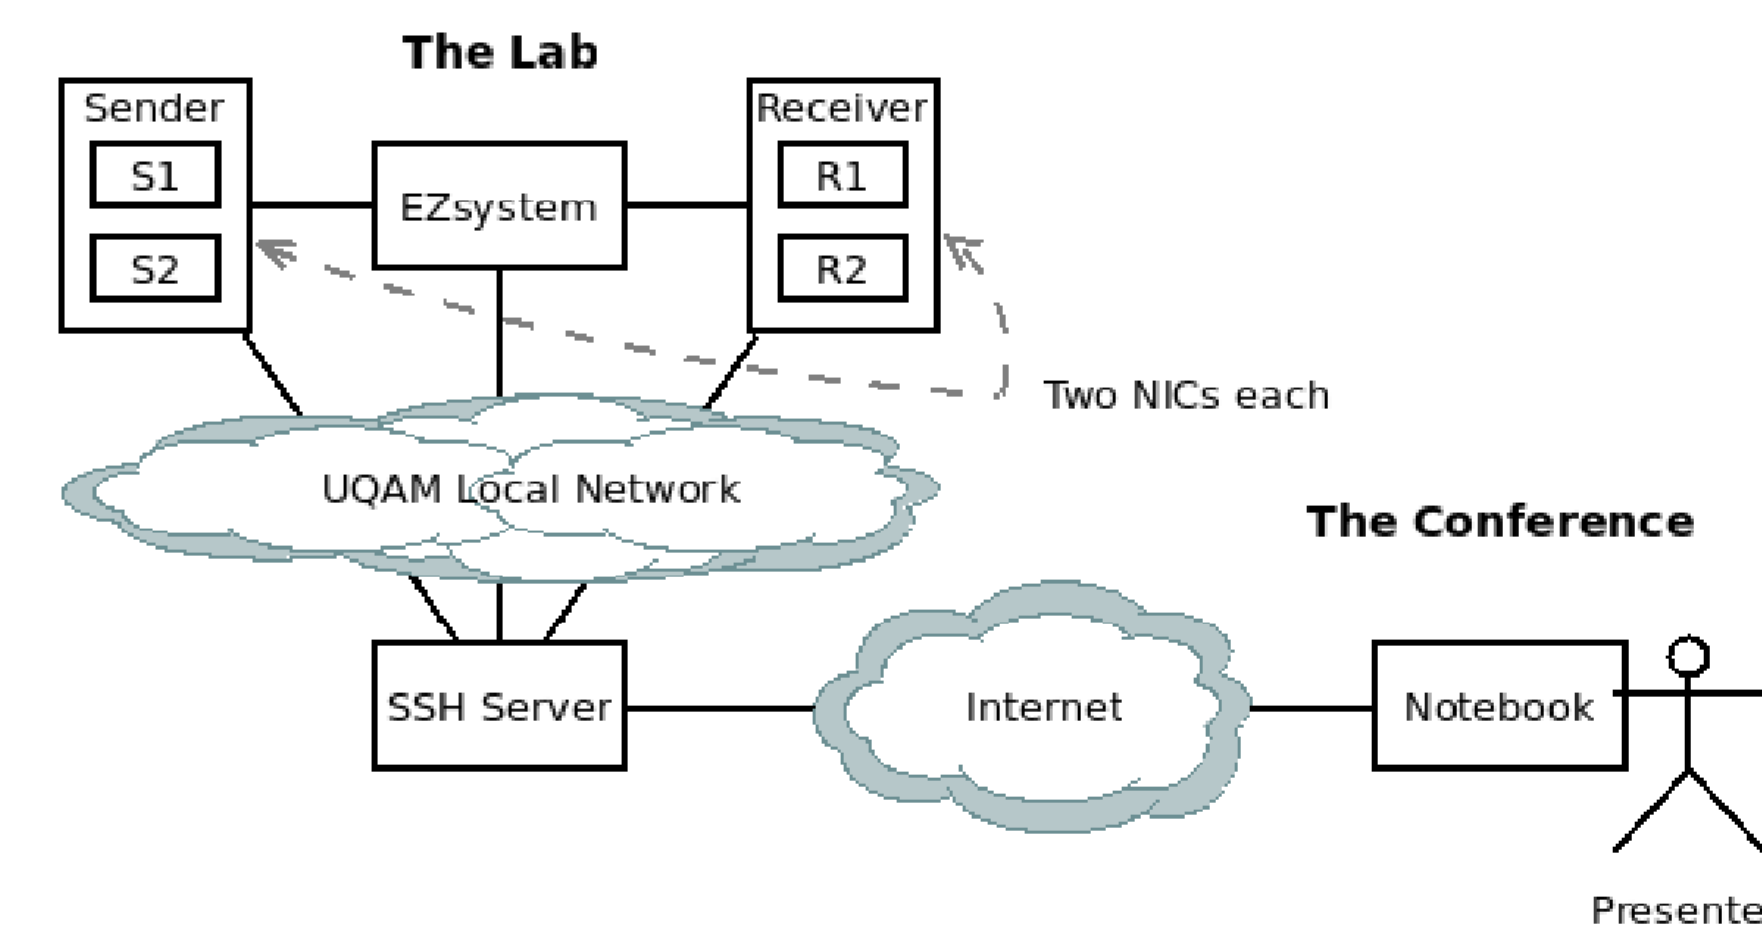 The Lab
Sender
S1
S2
EZsystem
Receiver
R1
R2
Two NICs each
UQAM Local Network
The Conference
SSH Server
Internet
Notebook
Presente